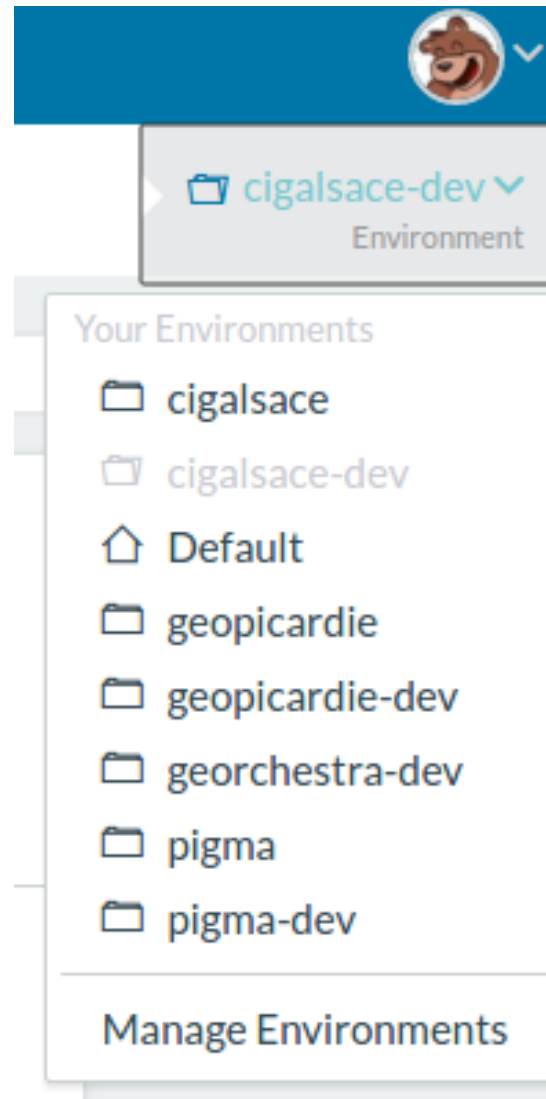 cigalsace-dev
Environment
Your Environments
cigalsace
cigalsace-dev
Default
geopicardie
geopicardie-dev
georchestra-dev
pigma
pigma-dev
Manage Environments